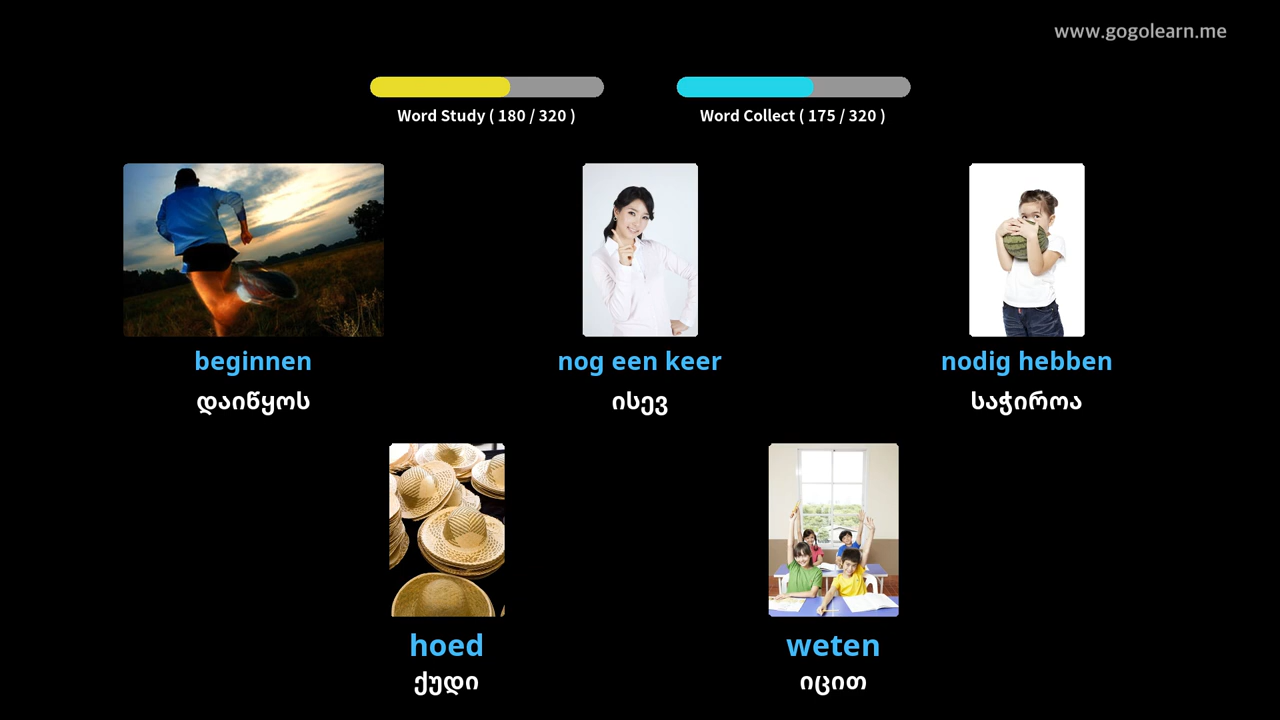 www.gogolearn.me
Word Study ( 180 / 320 )
Word Collect ( 175 / 320 )
beginnen
nog een keer
nodig hebben
დაიწყოს
ისევ
საჭიროა
hoed
weten
ქუდი
იცით